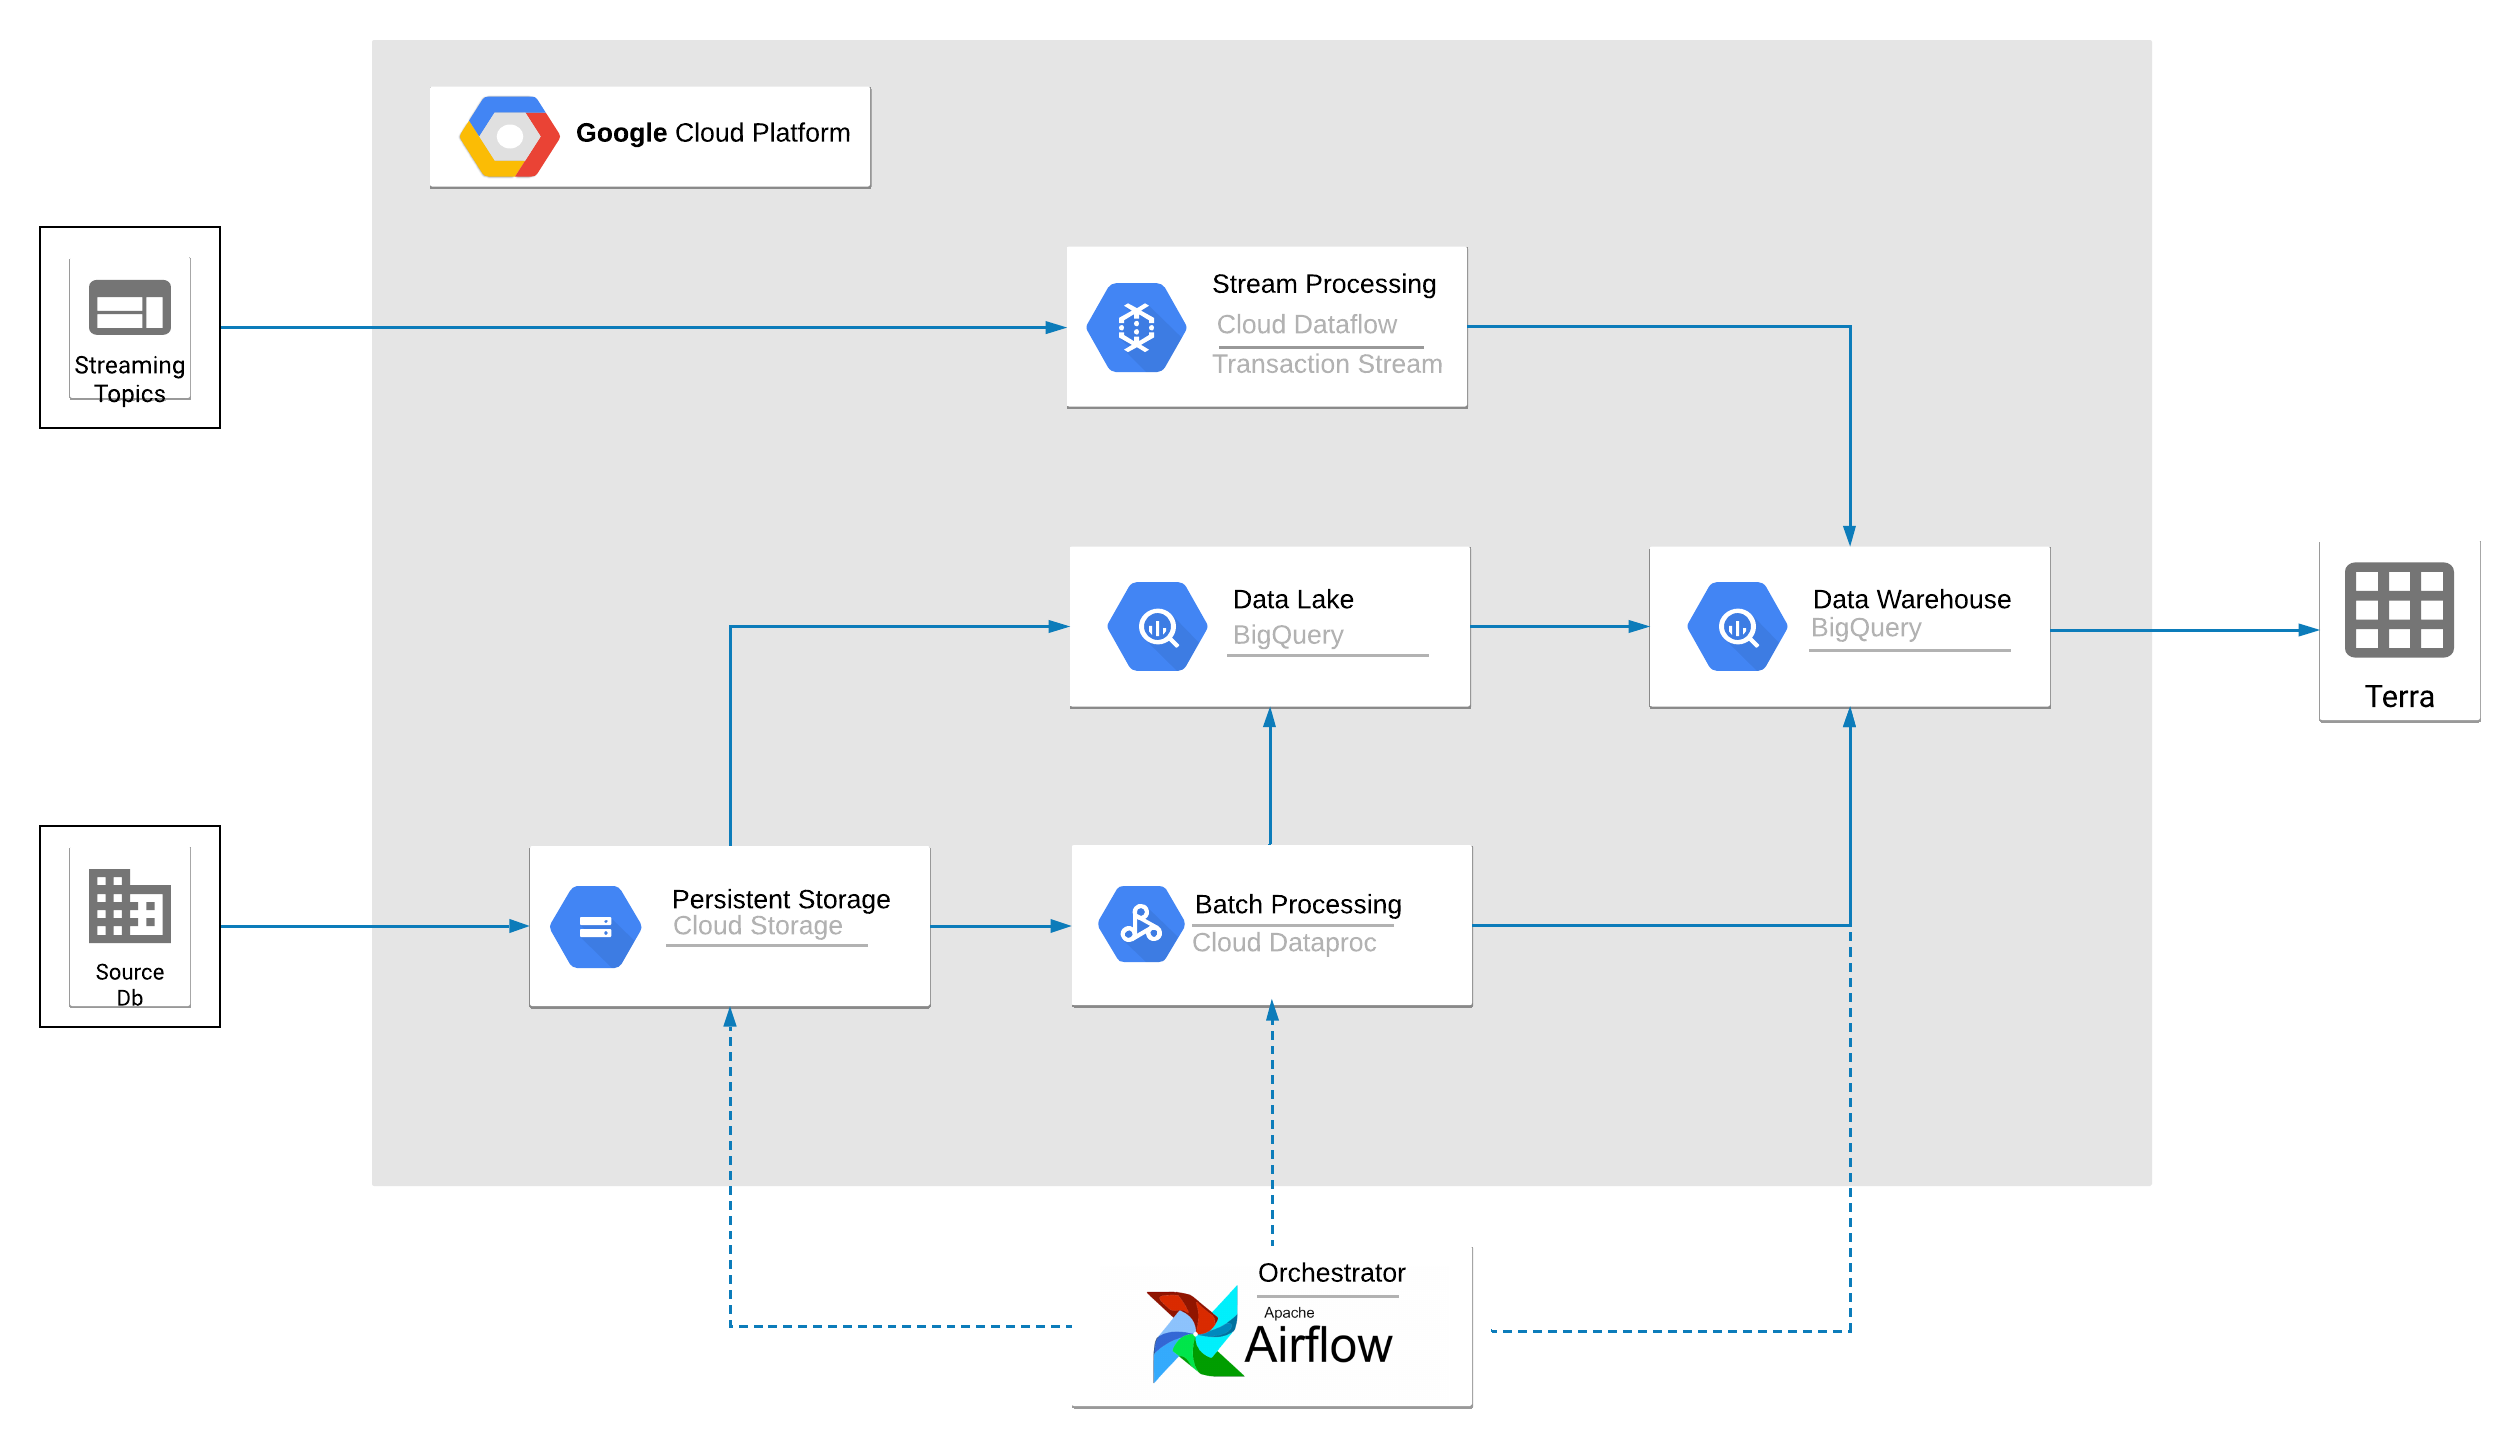 Google Cloud Platform
Streaming
Topics
Stream Processing
Cloud Dataflow
Transaction Stream
Data Lake
BigQuery
Data Warehouse
BigQuery
Terra
Source
Db
Persistent Storage
Cloud Storage
Batch Processing
Cloud Dataproc
Orchestrator
Apache
Airflow